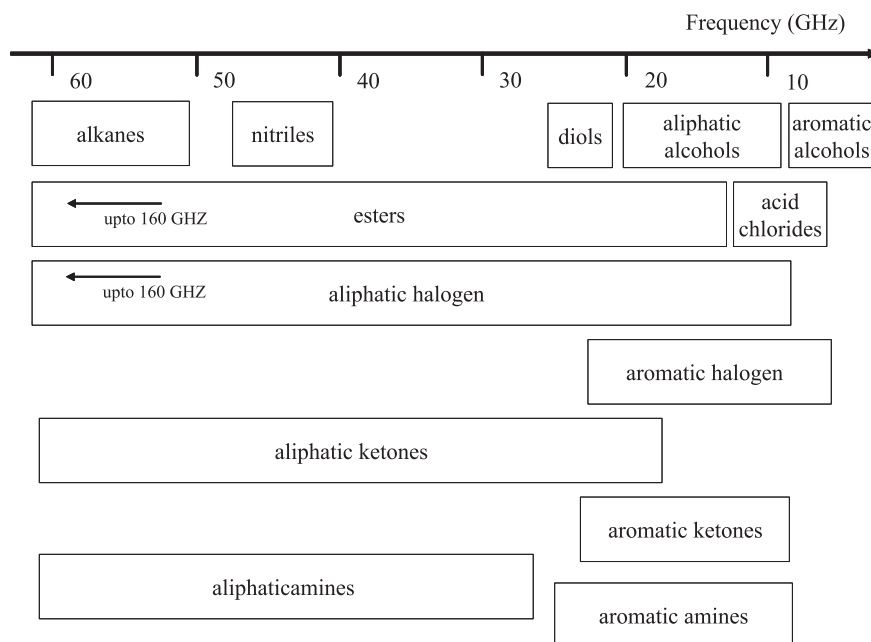 Frequency (GHz)
60 50 40 30 20 10
alkanes nitriles diols aliphatic alcohols aromatic alcohols
upto 160 GHZ esters acid chlorides
upto 160 GHZ aliphatic halogen
aromatic halogen
aliphatic ketones
aromatic ketones
aliphaticamines
aromatic amines